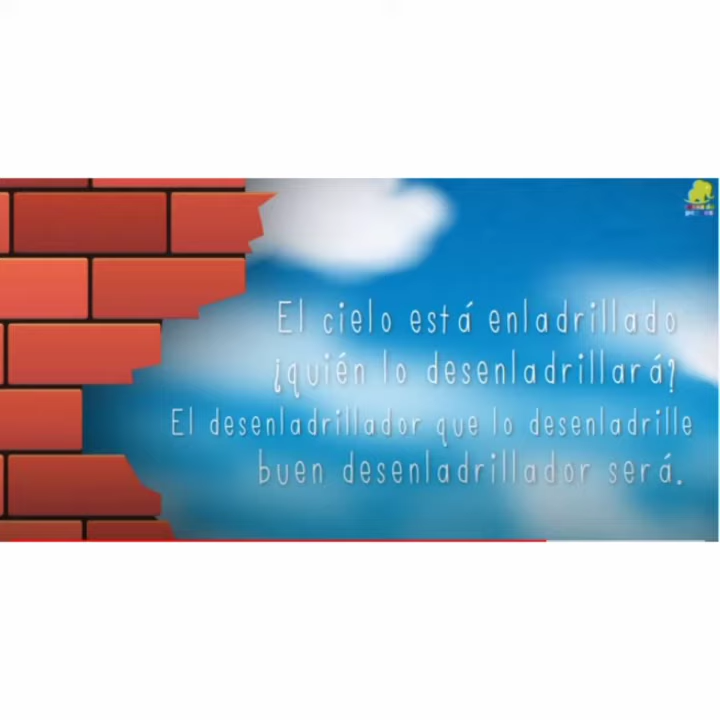 El cielo está enladrillado
¿quién lo desenladrillará?
El desenladrillador que lo desenladrille
buen desenladrillador será.